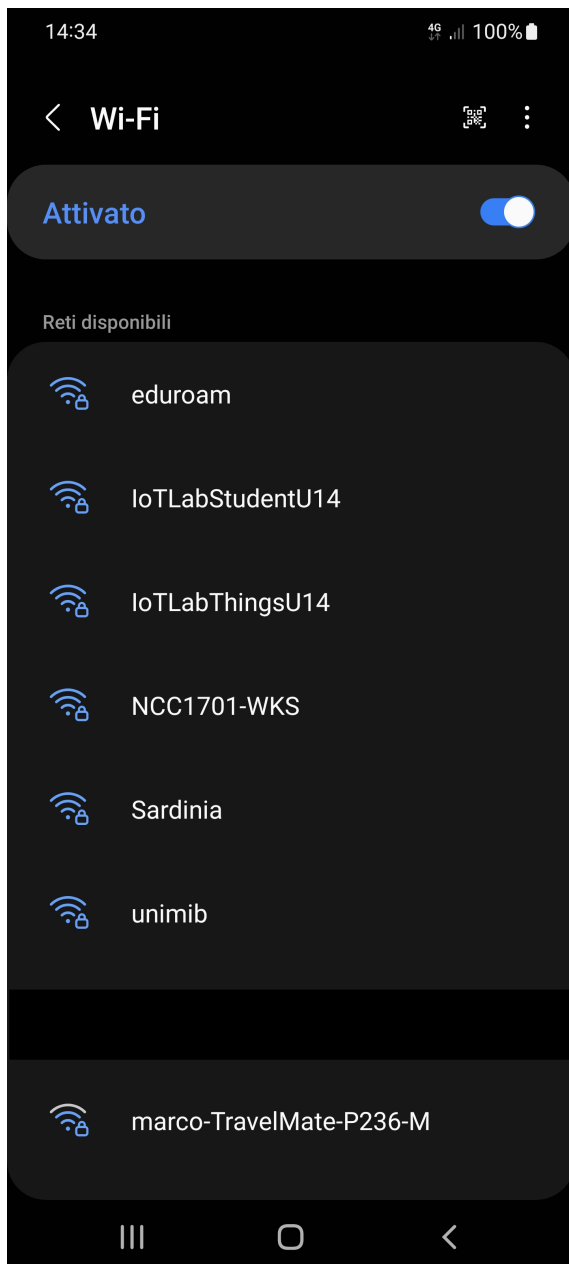 14:34
4G 100%
Wi-Fi
Attivato
Reti disponibili
eduroam
IoTLabStudentU14
IoTLabThingsU14
NCC1701-WKS
Sardinia
unimib
marco-TravelMate-P236-M